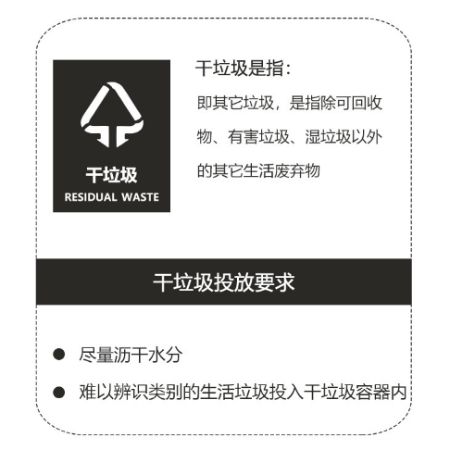 干垃圾
RESIDUAL WASTE
干垃圾是指：
即其它垃圾，是指除可回收
物、有害垃圾、湿垃圾以外
的其它生活废弃物
干垃圾投放要求
● 尽量沥干水分
● 难以辨识类别的生活垃圾投入干垃圾容器内